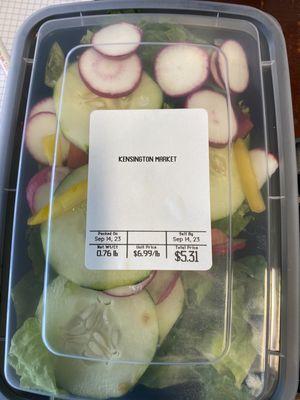 KENSINGTON MARKET
Packed On Sell By
Sep 14, 23 Sep 14, 23
Net Wt/Ct Unit Price Total Price
0.76 lb $6.99/lb $5.31